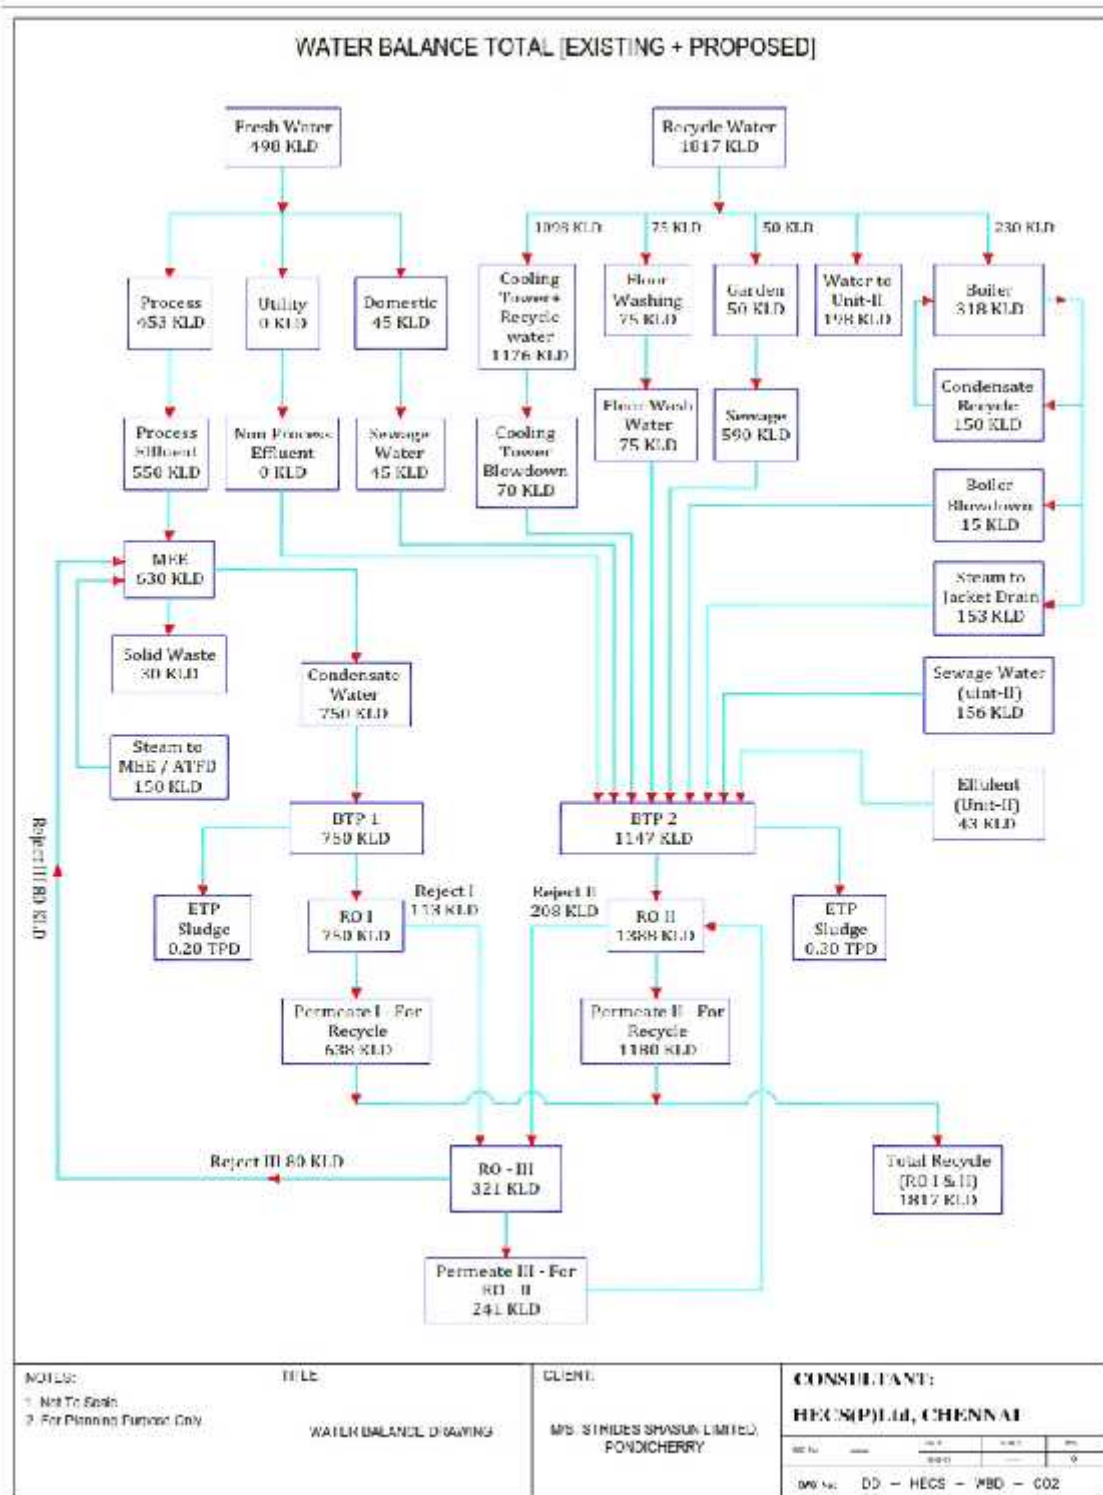 WATER BALANCE TOTAL [EXISTING + PROPOSED]
Fresh Water
498 KLD
Recycle Water
1817 KLD
1098 KLD
75 KLD
50 KLD
230 KLD
Process
453 KLD
Utility
0 KLD
Domestic
45 KLD
Cooling
Tower+
Recycle
water
1176 KLD
Floor
Washing
75 KLD
Garden
50 KLD
Water to
Unit-II
198 KLD
Boiler
318 KLD
Condensate
Recycle
150 KLD
Process
Effluent
550 KLD
Non Process
Effluent
0 KLD
Sewage
Water
45 KLD
Cooling
Tower
Blowdown
70 KLD
Floor Wash
Water
75 KLD
Sewage
590 KLD
Boiler
Blowdown
15 KLD
MEE
630 KLD
Steam to
Jacket Drain
153 KLD
Solid Waste
30 KLD
Condensate
Water
750 KLD
Sewage Water
(uint-II)
156 KLD
Steam to
MEE / ATFD
150 KLD
Effulent
(Unit-II)
43 KLD
BTP 1
750 KLD
BTP 2
1147 KLD
Reject III 80 KLD
ETP
Sludge
0.20 TPD
RO I
750 KLD
Reject I
113 KLD
Reject II
208 KLD
RO II
1388 KLD
ETP
Sludge
0.30 TPD
Permeate I - For
Recycle
638 KLD
Permeate II - For
Recycle
1180 KLD
Reject III 80 KLD
RO - III
321 KLD
Total Recycle
(RO I & II)
1817 KLD
Permeate III - For
RO - II
241 KLD
NOTES:
1. Not To Scale
2. For Planning Purpose Only
TITLE
WATER BALANCE DRAWING
CLIENT:
M/S. STRIDES SHASUN LIMITED,
PONDICHERRY
CONSULTANT:
HECS(P)Ltd, CHENNAI
DD - HECS - WBD - 002